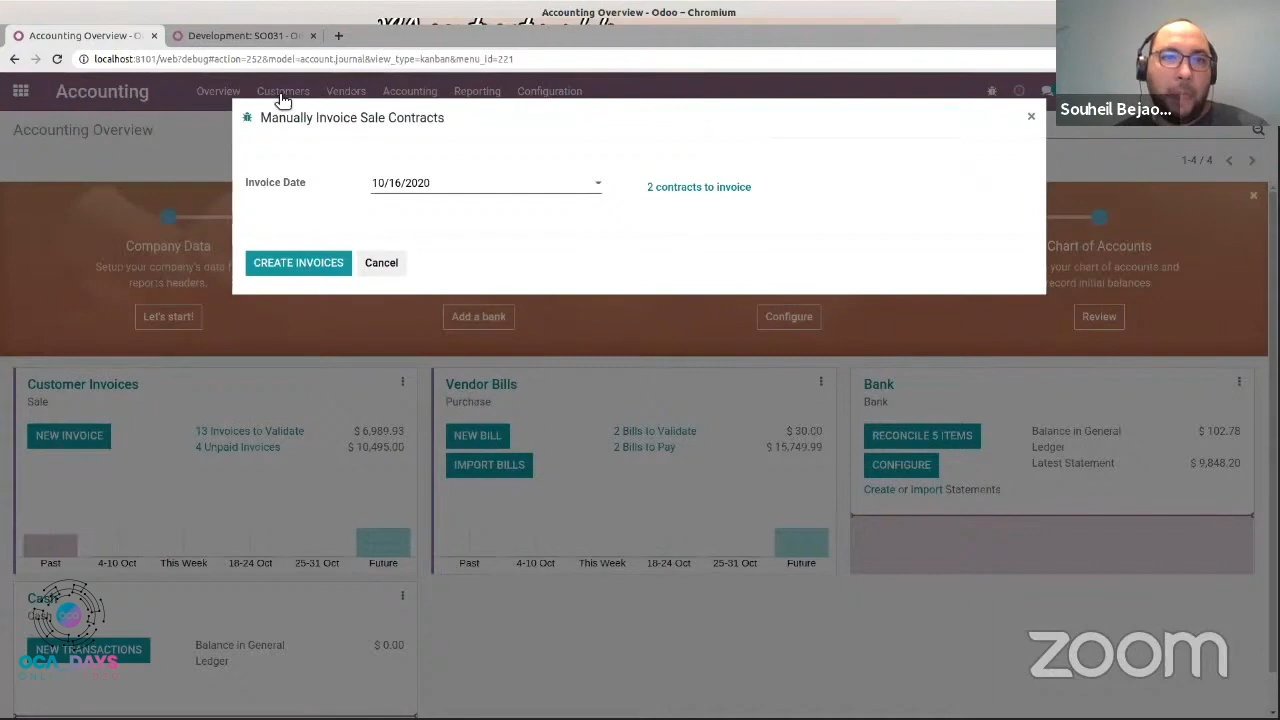 Accounting Overview - Odoo – Chromium
Accounting Overview - O
Development: SO031 - O
localhost:8101/web?debug#action=252&model=account.journal&view_type=kanban&menu_id=221
Accounting
Overview
Customers
Vendors
Accounting
Reporting
Configuration
Souheil Bejao...
Accounting Overview
1-4 / 4
Manually Invoice Sale Contracts
Invoice Date
10/16/2020
2 contracts to invoice
CREATE INVOICES
Cancel
Company Data
Setup your company's data f
reports headers.
Let's start!
Add a bank
Configure
Chart of Accounts
your chart of accounts and
ecord initial balances
Review
Customer Invoices
Sale
NEW INVOICE
13 Invoices to Validate
$ 6,989.93
4 Unpaid Invoices
$ 10,495.00
Past
4-10 Oct
This Week
18-24 Oct
25-31 Oct
Future
Vendor Bills
Purchase
NEW BILL
IMPORT BILLS
2 Bills to Validate
$ 30.00
2 Bills to Pay
$ 15,749.99
Past
4-10 Oct
This Week
18-24 Oct
25-31 Oct
Future
Bank
Bank
RECONCILE 5 ITEMS
CONFIGURE
Create or Import Statements
Balance in General
Ledger
$ 102.78
Latest Statement
$ 9,848.20
Cash
Cash
NEW TRANSACTIONS
Balance in General
Ledger
$ 0.00
OCA DAYS
zoom